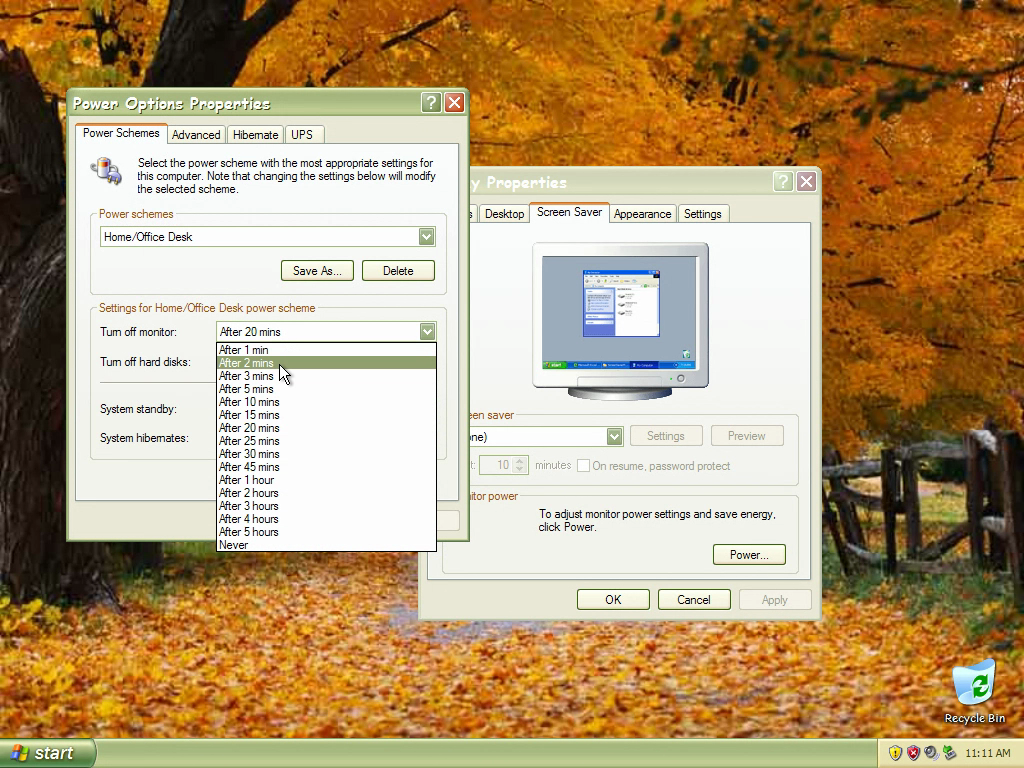 Power Options Properties
Power Schemes
Advanced
Hibernate
UPS
Select the power scheme with the most appropriate settings for
this computer. Note that changing the settings below will modify
the selected scheme.
Power schemes
Home/Office Desk
Save As...
Delete
Settings for Home/Office Desk power scheme
Turn off monitor:
After 20 mins
Turn off hard disks:
System standby:
System hibernates:
After 1 min
After 2 mins
After 3 mins
After 5 mins
After 10 mins
After 15 mins
After 20 mins
After 25 mins
After 30 mins
After 45 mins
After 1 hour
After 2 hours
After 3 hours
After 4 hours
After 5 hours
Never
y Properties
s
Desktop
Screen Saver
Appearance
Settings
een saver
one)
Settings
Preview
t:
10
minutes
On resume, password protect
itor power
To adjust monitor power settings and save energy,
click Power.
Power...
OK
Cancel
Apply
Recycle Bin
start
11:11 AM